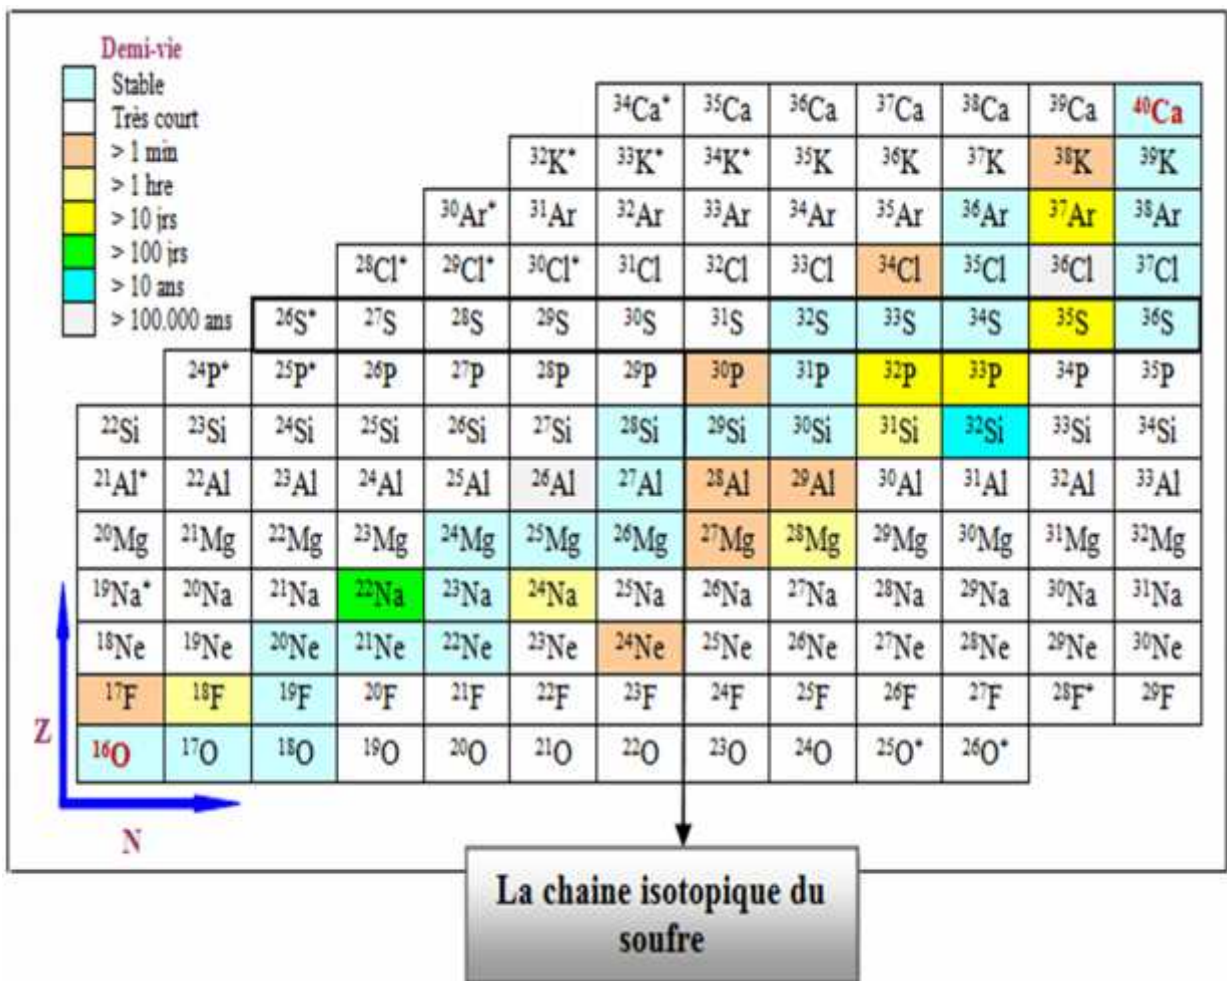 Demi-vie
Stable
Très court
> 1 min
> 1 hre
> 10 jrs
> 100 jrs
> 10 ans
> 100.000 ans
³⁴Ca* ³⁵Ca ³⁶Ca ³⁷Ca ³⁸Ca ³⁹Ca ⁴⁰Ca
³²K* ³³K* ³⁴K* ³⁵K ³⁶K ³⁷K ³⁸K ³⁹K
³⁰Ar* ³¹Ar ³²Ar ³³Ar ³⁴Ar ³⁵Ar ³⁶Ar ³⁷Ar ³⁸Ar
²⁸Cl* ²⁹Cl* ³⁰Cl* ³¹Cl ³²Cl ³³Cl ³⁴Cl ³⁵Cl ³⁶Cl ³⁷Cl
²⁶S* ²⁷S ²⁸S ²⁹S ³⁰S ³¹S ³²S ³³S ³⁴S ³⁵S ³⁶S
²⁴P* ²⁵P* ²⁶P ²⁷P ²⁸P ²⁹P ³⁰P ³¹P ³²P ³³P ³⁴P ³⁵P
²²Si ²³Si ²⁴Si ²⁵Si ²⁶Si ²⁷Si ²⁸Si ²⁹Si ³⁰Si ³¹Si ³²Si ³³Si ³⁴Si
²¹Al* ²²Al ²³Al ²⁴Al ²⁵Al ²⁶Al ²⁷Al ²⁸Al ²⁹Al ³⁰Al ³¹Al ³²Al ³³Al
²⁰Mg ²¹Mg ²²Mg ²³Mg ²⁴Mg ²⁵Mg ²⁶Mg ²⁷Mg ²⁸Mg ²⁹Mg ³⁰Mg ³¹Mg ³²Mg
¹⁹Na* ²⁰Na ²¹Na ²²Na ²³Na ²⁴Na ²⁵Na ²⁶Na ²⁷Na ²⁸Na ²⁹Na ³⁰Na ³¹Na
¹⁸Ne ¹⁹Ne ²⁰Ne ²¹Ne ²²Ne ²³Ne ²⁴Ne ²⁵Ne ²⁶Ne ²⁷Ne ²⁸Ne ²⁹Ne ³⁰Ne
¹⁷F ¹⁸F ¹⁹F ²⁰F ²¹F ²²F ²³F ²⁴F ²⁵F ²⁶F ²⁷F ²⁸F* ²⁹F
Z
¹⁶O ¹⁷O ¹⁸O ¹⁹O ²⁰O ²¹O ²²O ²³O ²⁴O ²⁵O* ²⁶O*
N
La chaine isotopique du
soufre